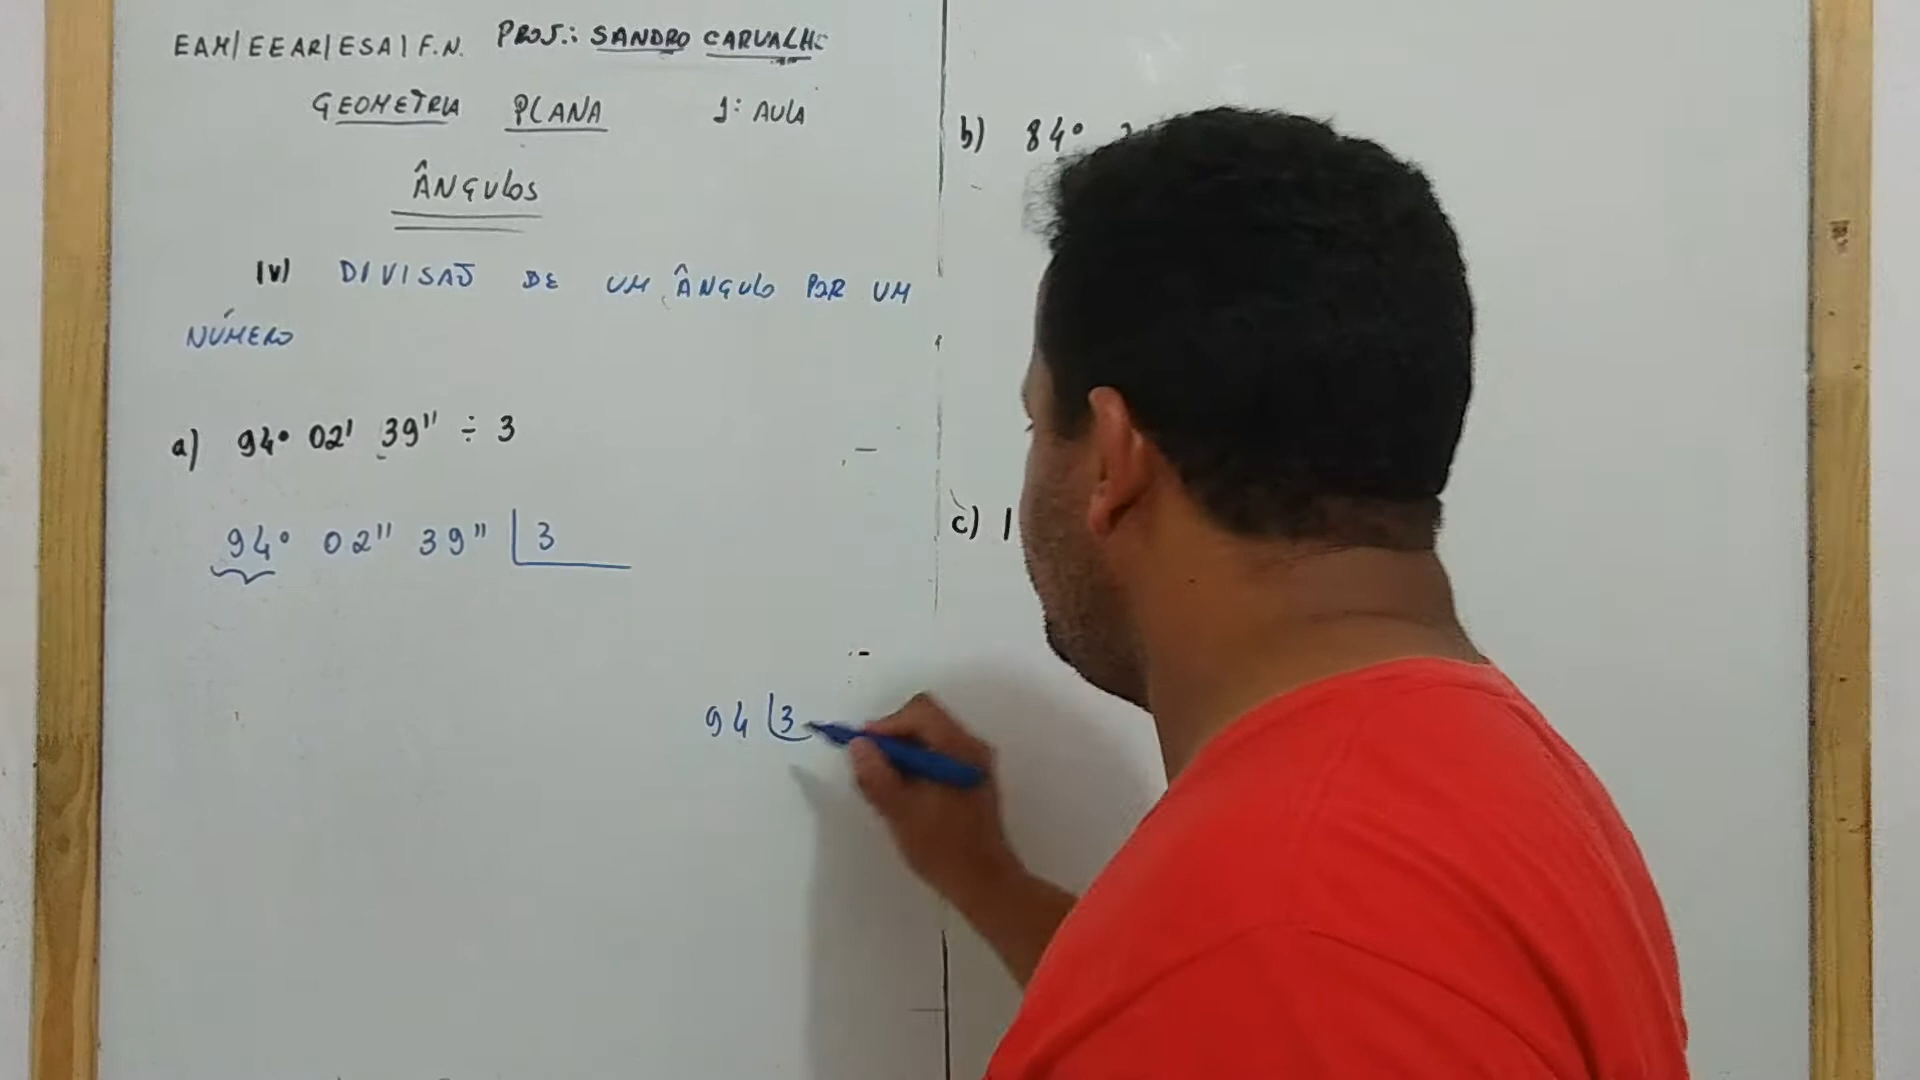 EAM/EEAR/ESA/F.N. PROF.: SANDRO CARVALHO
GEOMETRIA PLANA 1ª AULA
ÂNGULOS
IV) DIVISÃO DE UM ÂNGULO POR UM
NÚMERO
a) 94° 02' 39'' ÷ 3
94° 02'' 39'' 3
94 3
b) 84°
c) 1